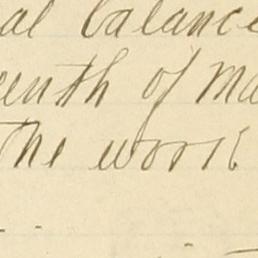 al balance
eenth of Ma
The work